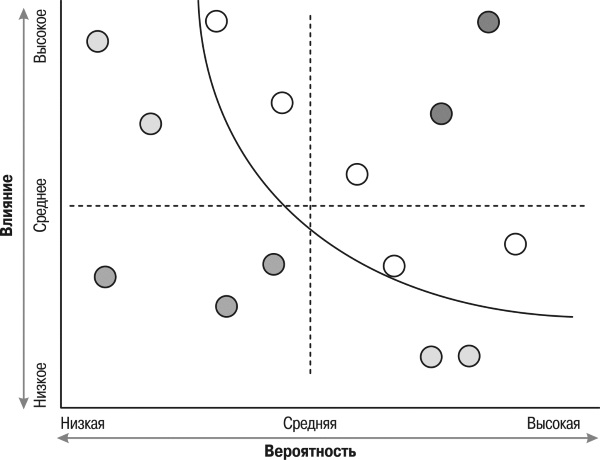 Высокое
Среднее
Низкое
Влияние
Низкая
Средняя
Высокая
Вероятность